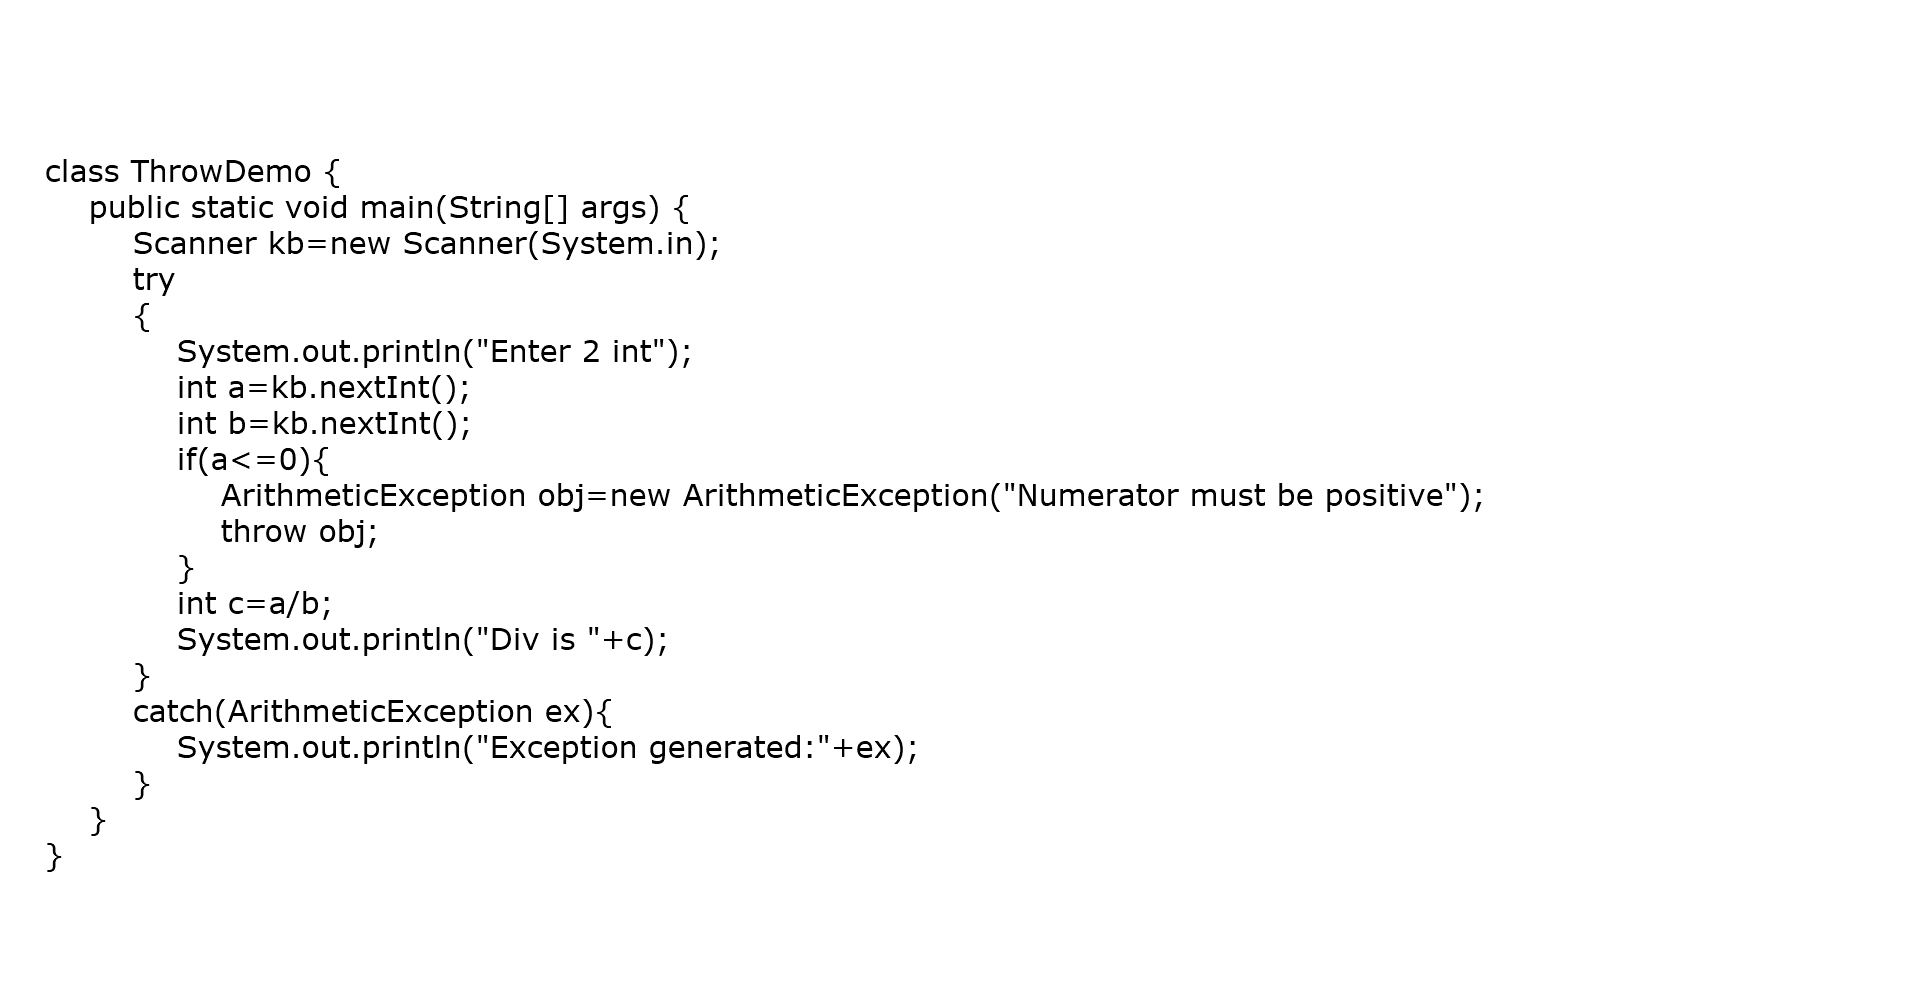 class ThrowDemo {
public static void main(String[] args) {
Scanner kb=new Scanner(System.in);
try
{
System.out.println("Enter 2 int");
int a=kb.nextInt();
int b=kb.nextInt();
if(a<=0){
ArithmeticException obj=new ArithmeticException("Numerator must be positive");
throw obj;
}
int c=a/b;
System.out.println("Div is "+c);
}
catch(ArithmeticException ex){
System.out.println("Exception generated:"+ex);
}
}
}